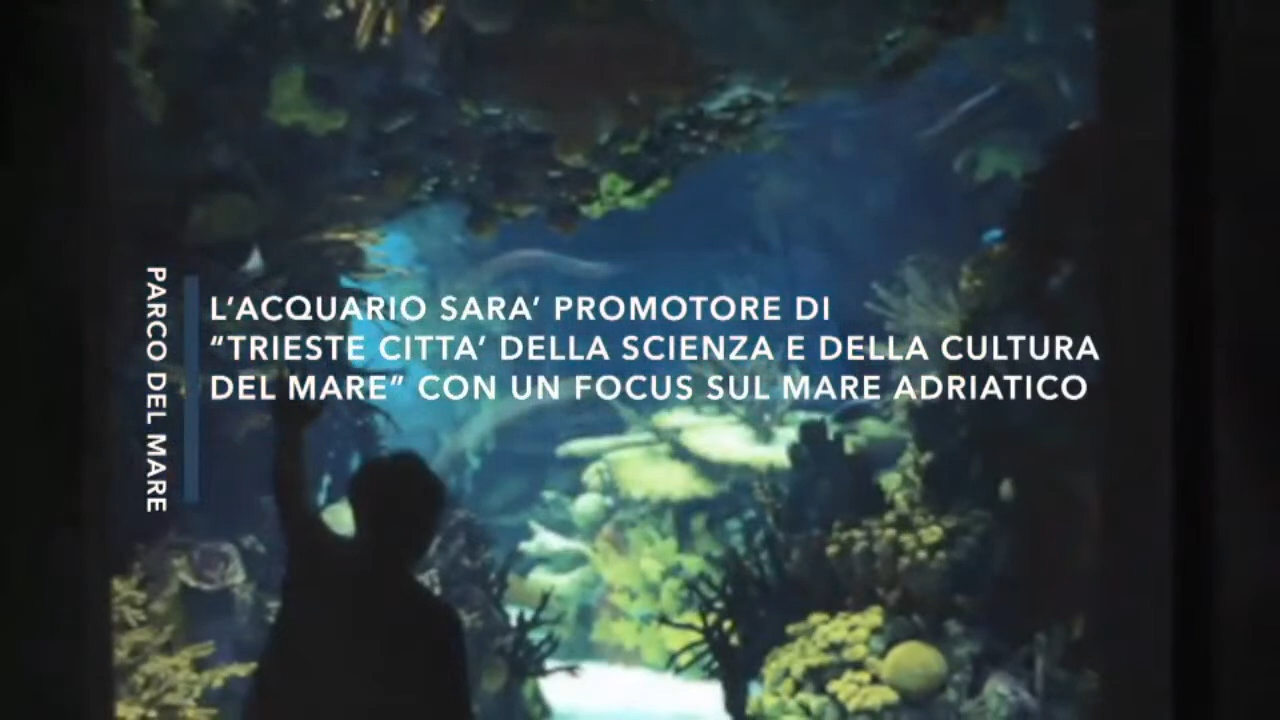 PARCO DEL MARE
L'ACQUARIO SARA' PROMOTORE DI
"TRIESTE CITTA' DELLA SCIENZA E DELLA CULTURA
DEL MARE" CON UN FOCUS SUL MARE ADRIATICO